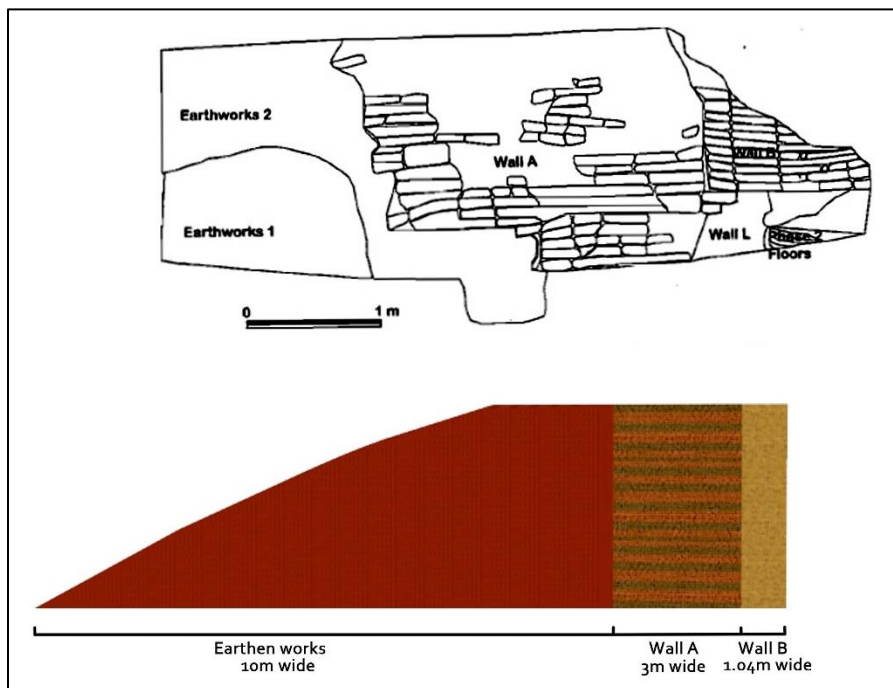 Earthworks 2
Wall B
Wall A
Earthworks 1
Wall L
Phase 2
Floors
0 1 m
Earthen works
10m wide
Wall A
3m wide
Wall B
1.04m wide